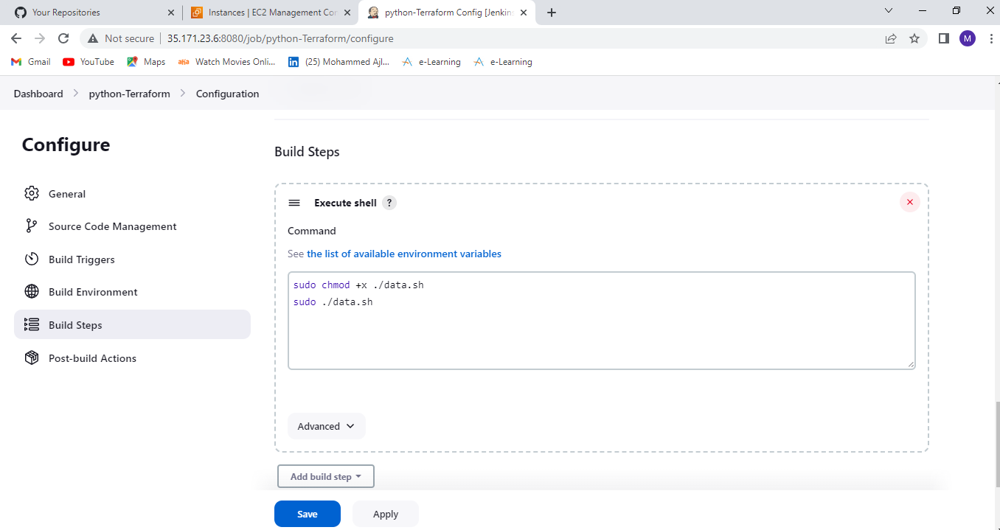 Your Repositories
Instances | EC2 Management Con
python-Terraform Config [Jenkins
Not secure
35.171.23.6:8080/job/python-Terraform/configure
M
Gmail
YouTube
Maps
Watch Movies Onli...
(25) Mohammed Ajl...
e-Learning
e-Learning
Dashboard
python-Terraform
Configuration
Configure
General
Source Code Management
Build Triggers
Build Environment
Build Steps
Post-build Actions
Build Steps
Execute shell ?
Command
See the list of available environment variables
sudo chmod +x ./data.sh
sudo ./data.sh
Advanced
Add build step
Save
Apply